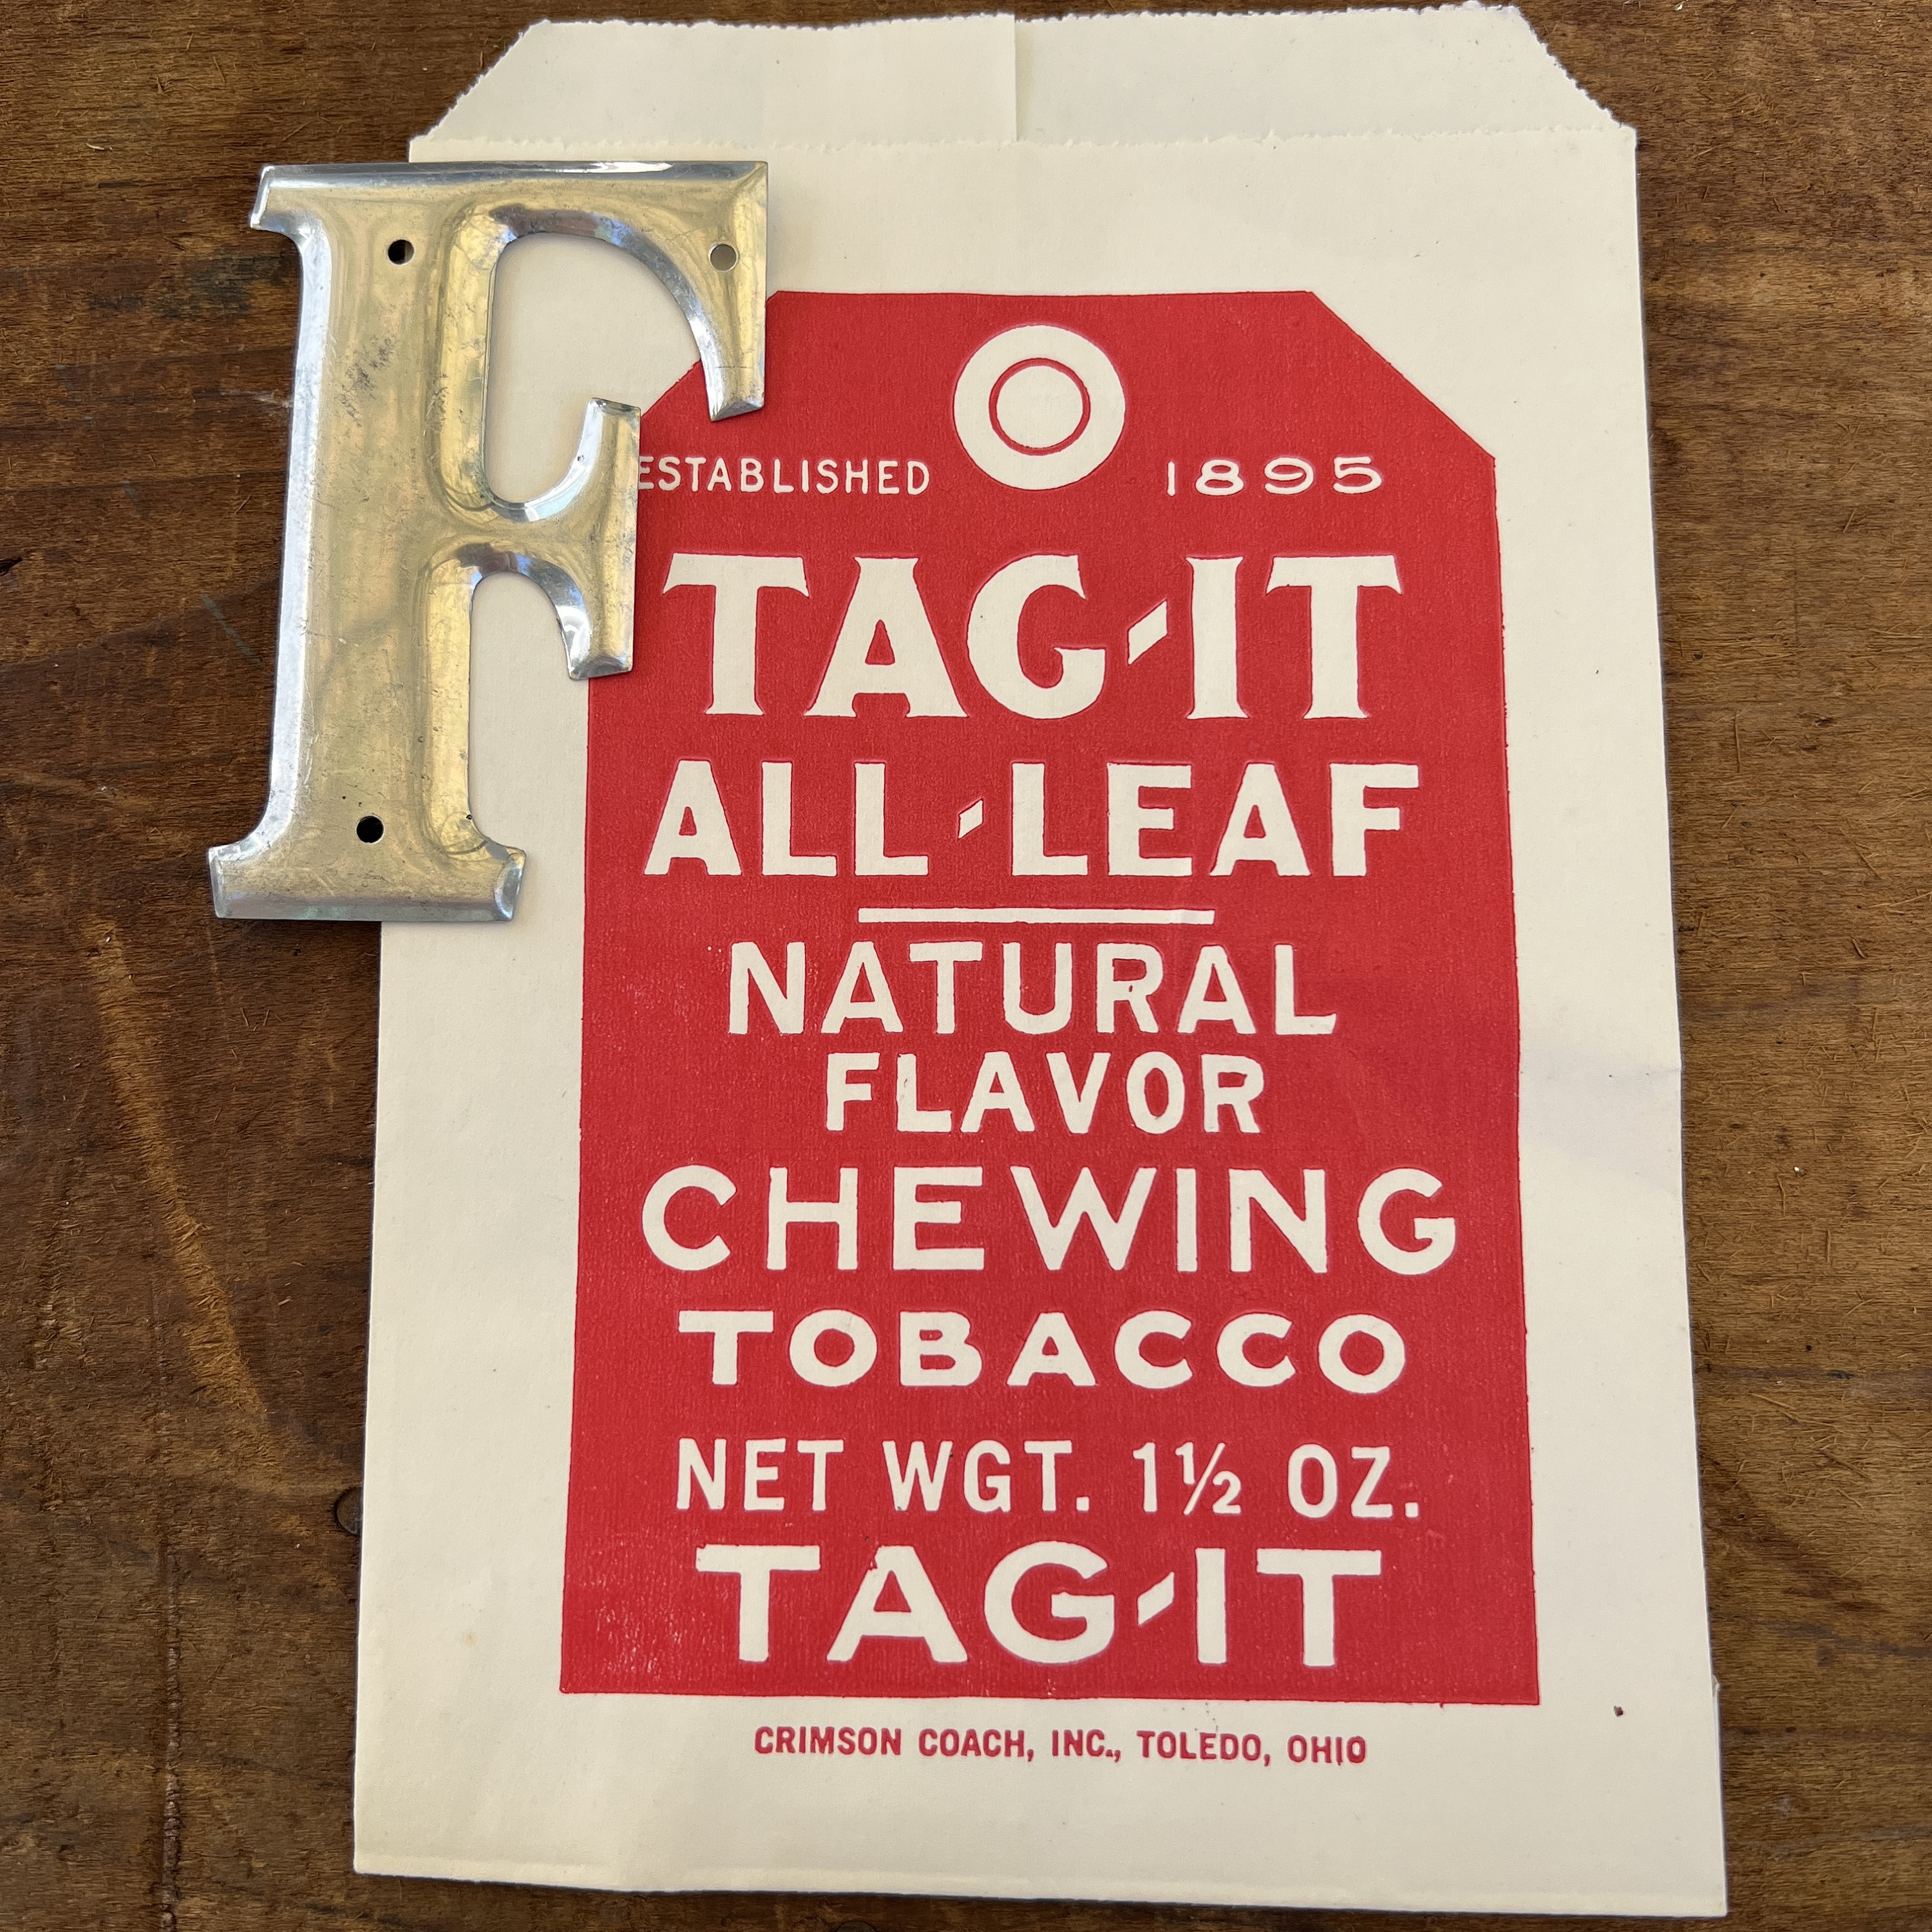 F
ESTABLISHED 1895
TAG-IT
ALL-LEAF
NATURAL
FLAVOR
CHEWING
TOBACCO
NET WGT. 1½ OZ.
TAG-IT
CRIMSON COACH, INC., TOLEDO, OHIO